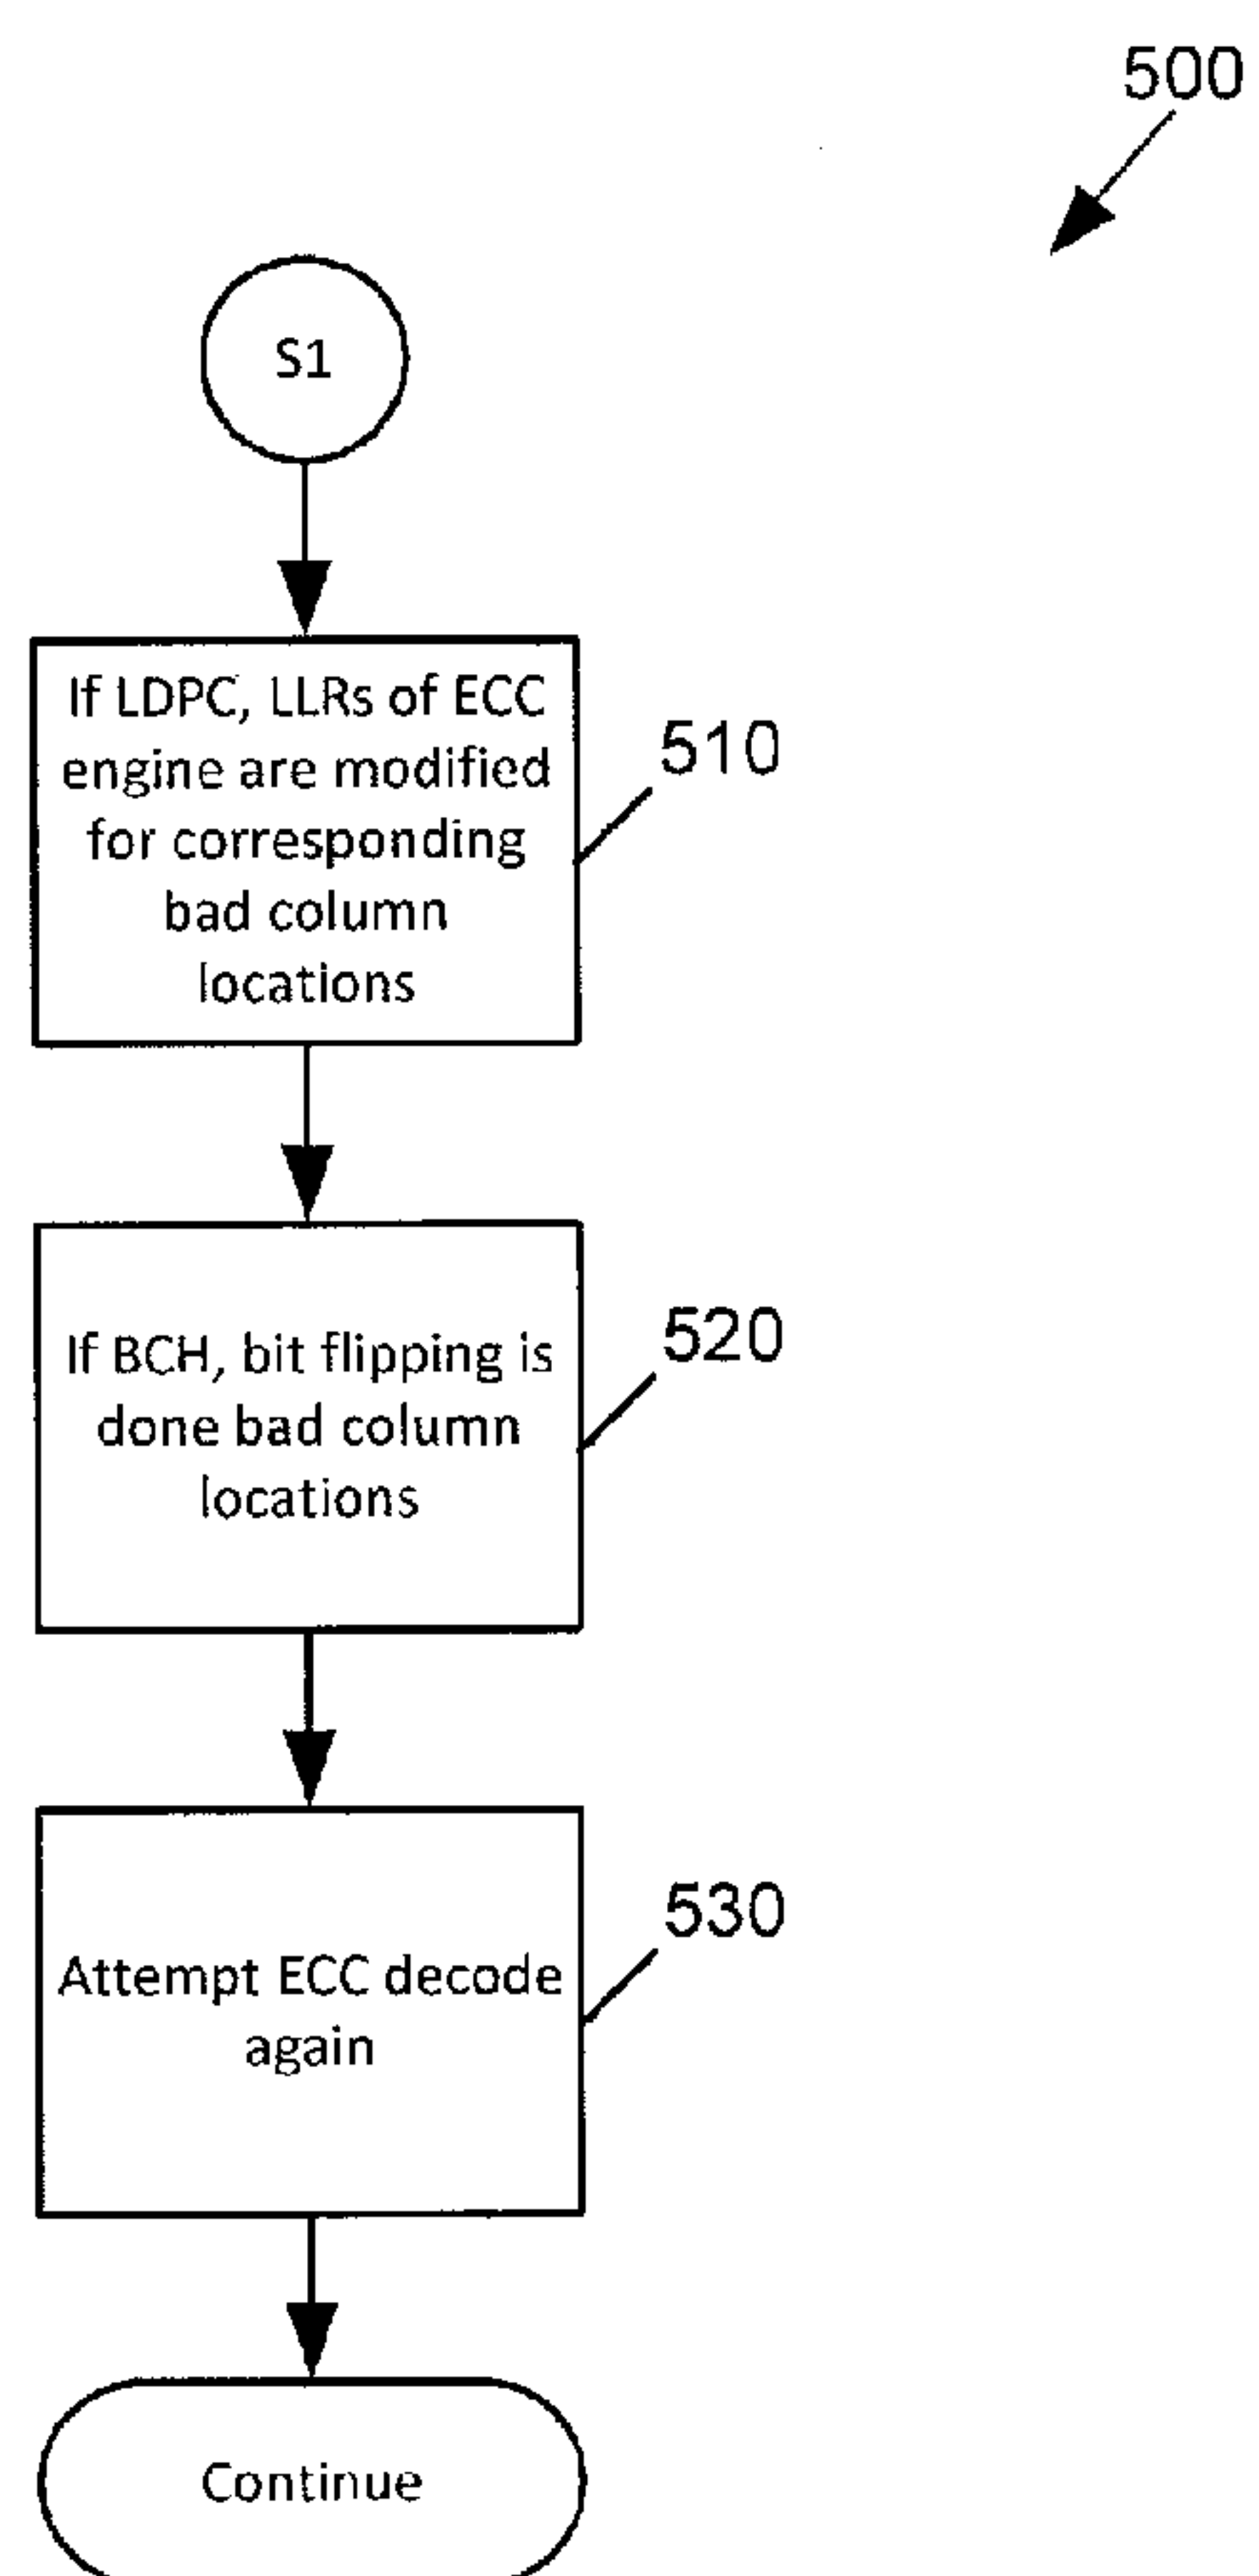 500
S1
If LDPC, LLRs of ECC
engine are modified
for corresponding
bad column
locations
510
If BCH, bit flipping is
done bad column
locations
520
Attempt ECC decode
again
530
Continue